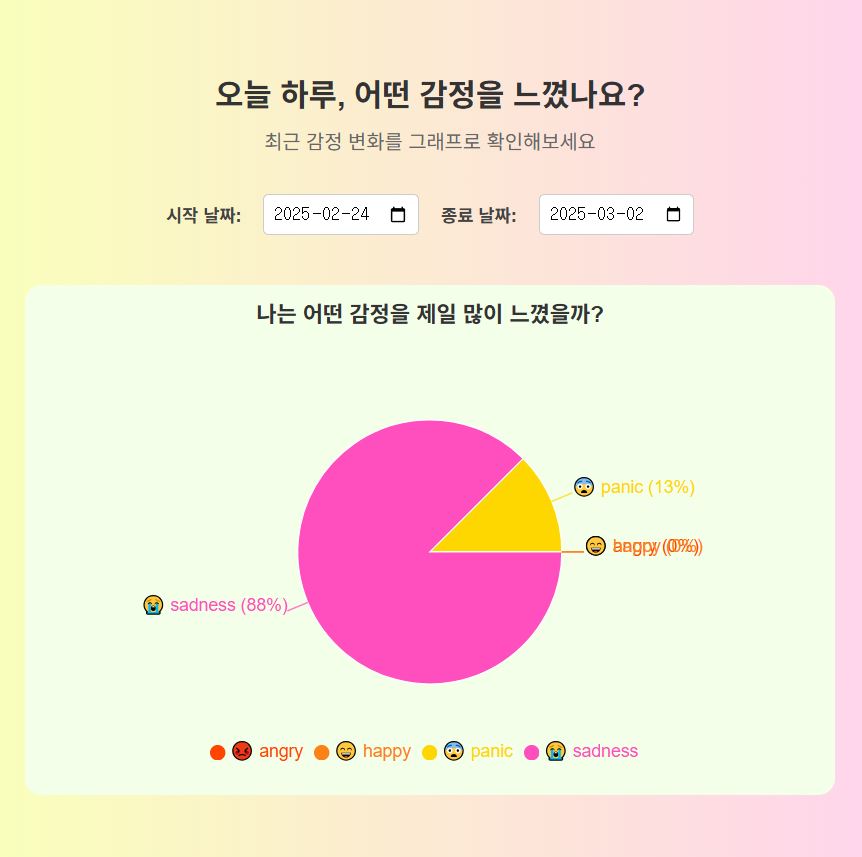 오늘 하루, 어떤 감정을 느꼈나요?
최근 감정 변화를 그래프로 확인해보세요
시작 날짜: 2025-02-24 종료 날짜: 2025-03-02
나는 어떤 감정을 제일 많이 느꼈을까?
😨 panic (13%)
😄 happy (0%)
😭 sadness (88%)
😡 angry 😄 happy 😨 panic 😭 sadness